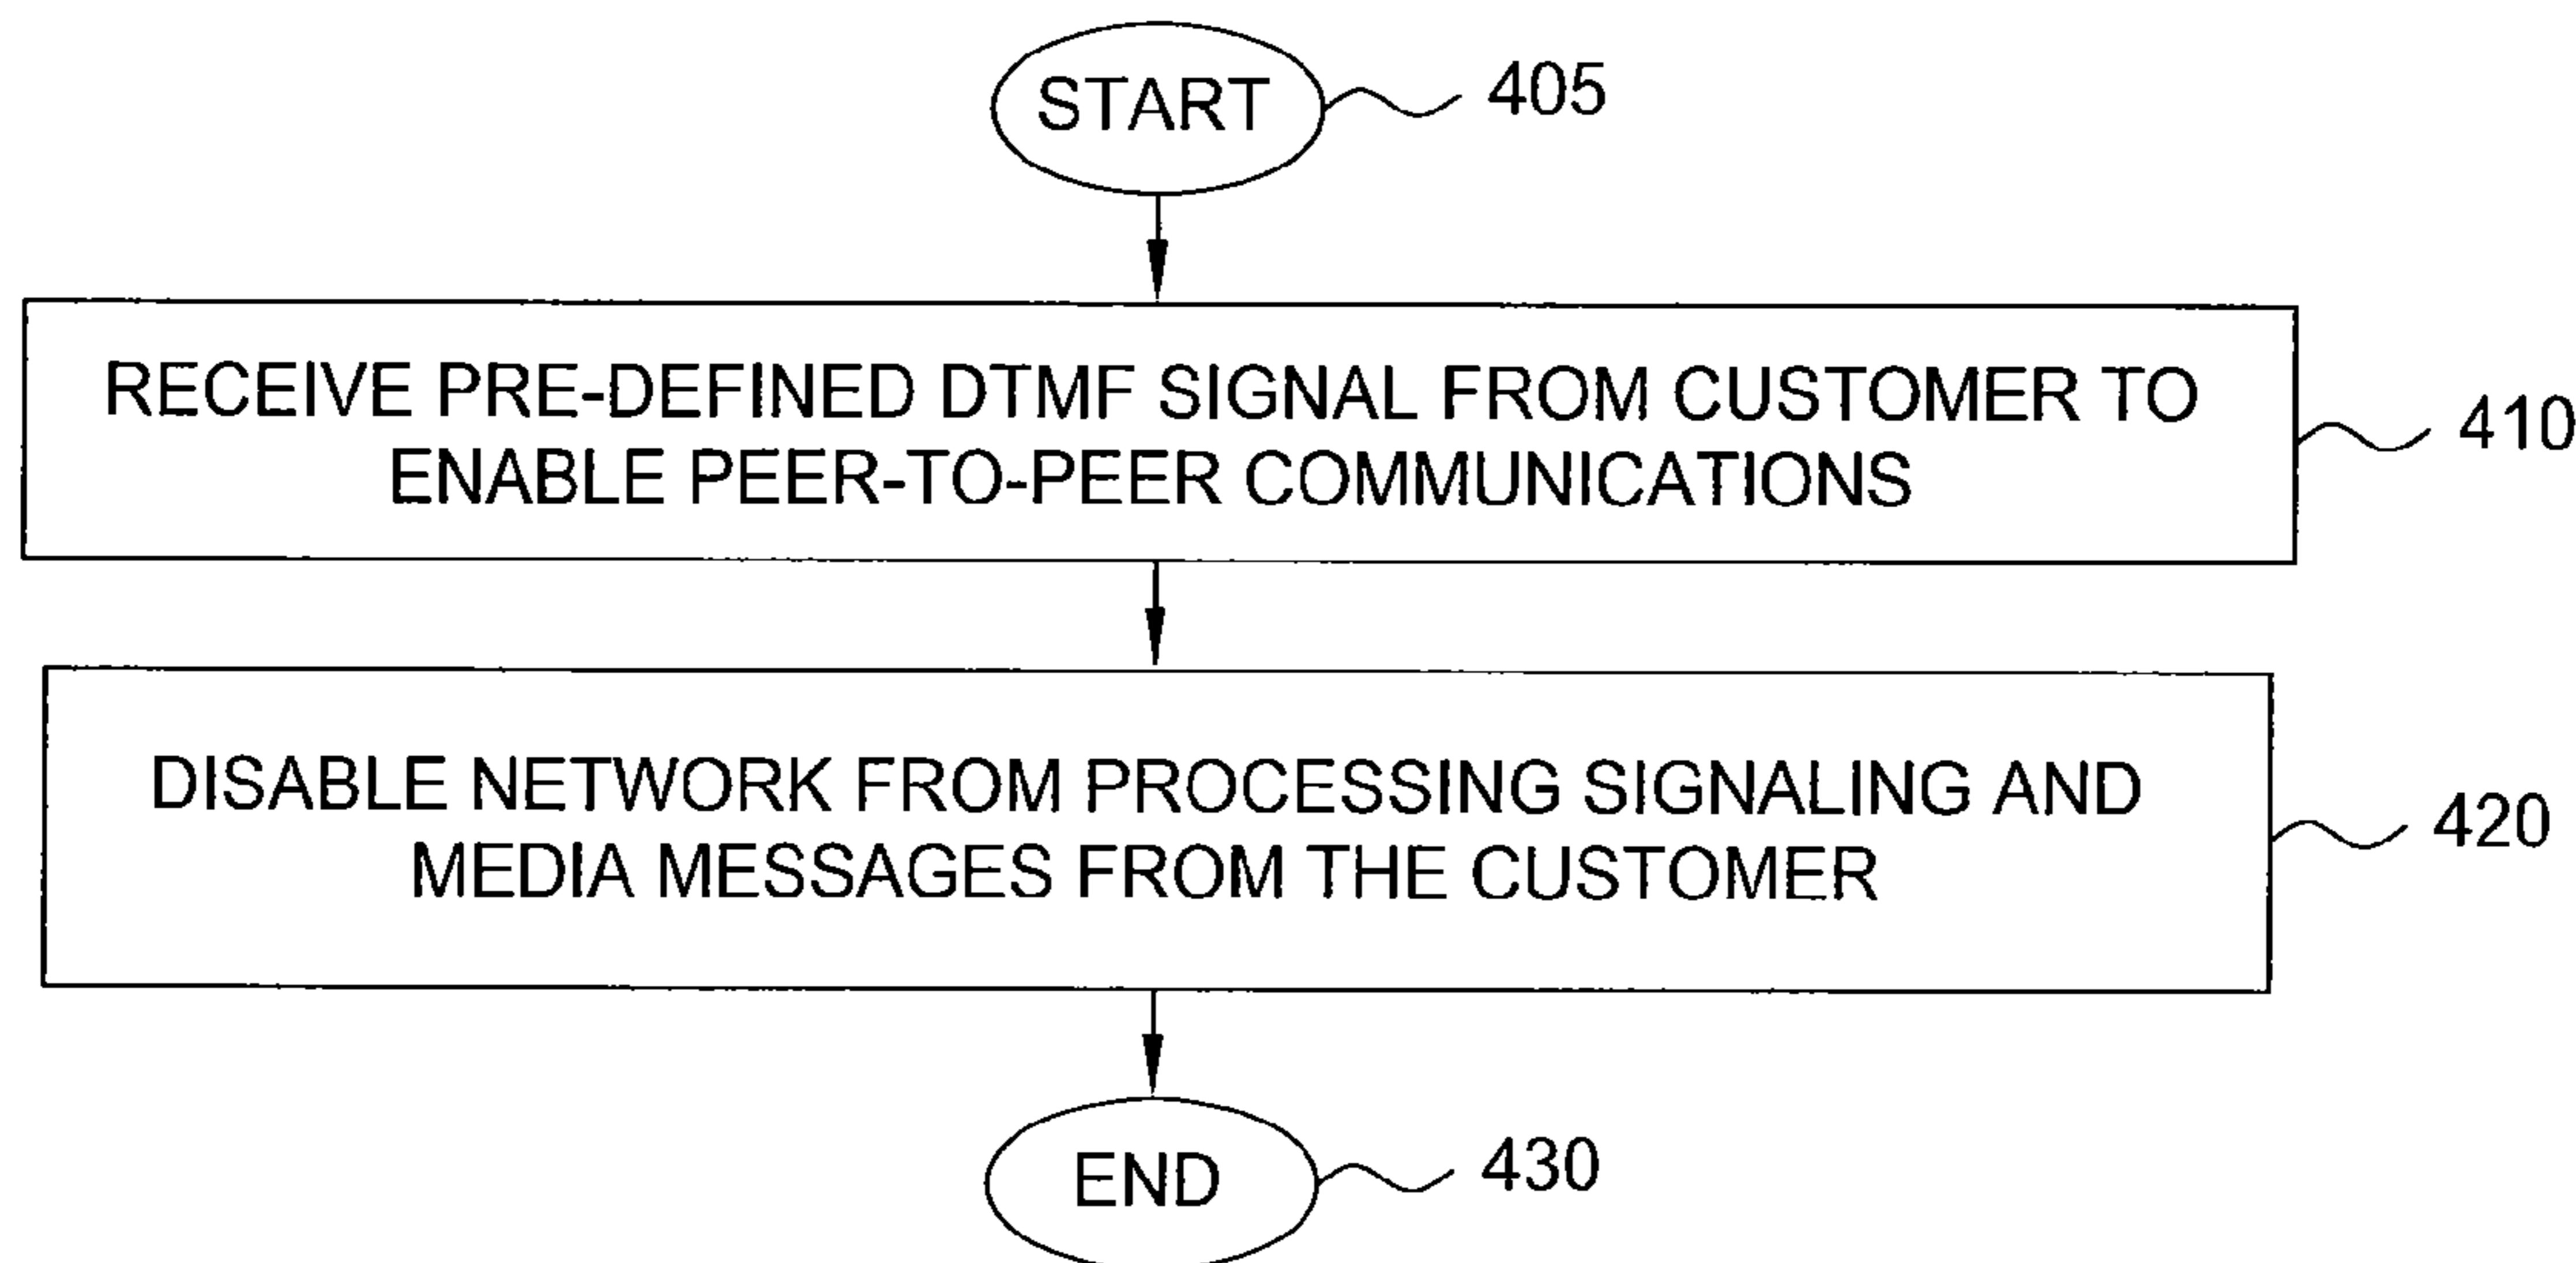 START
405
RECEIVE PRE-DEFINED DTMF SIGNAL FROM CUSTOMER TO
ENABLE PEER-TO-PEER COMMUNICATIONS
410
DISABLE NETWORK FROM PROCESSING SIGNALING AND
MEDIA MESSAGES FROM THE CUSTOMER
420
END
430